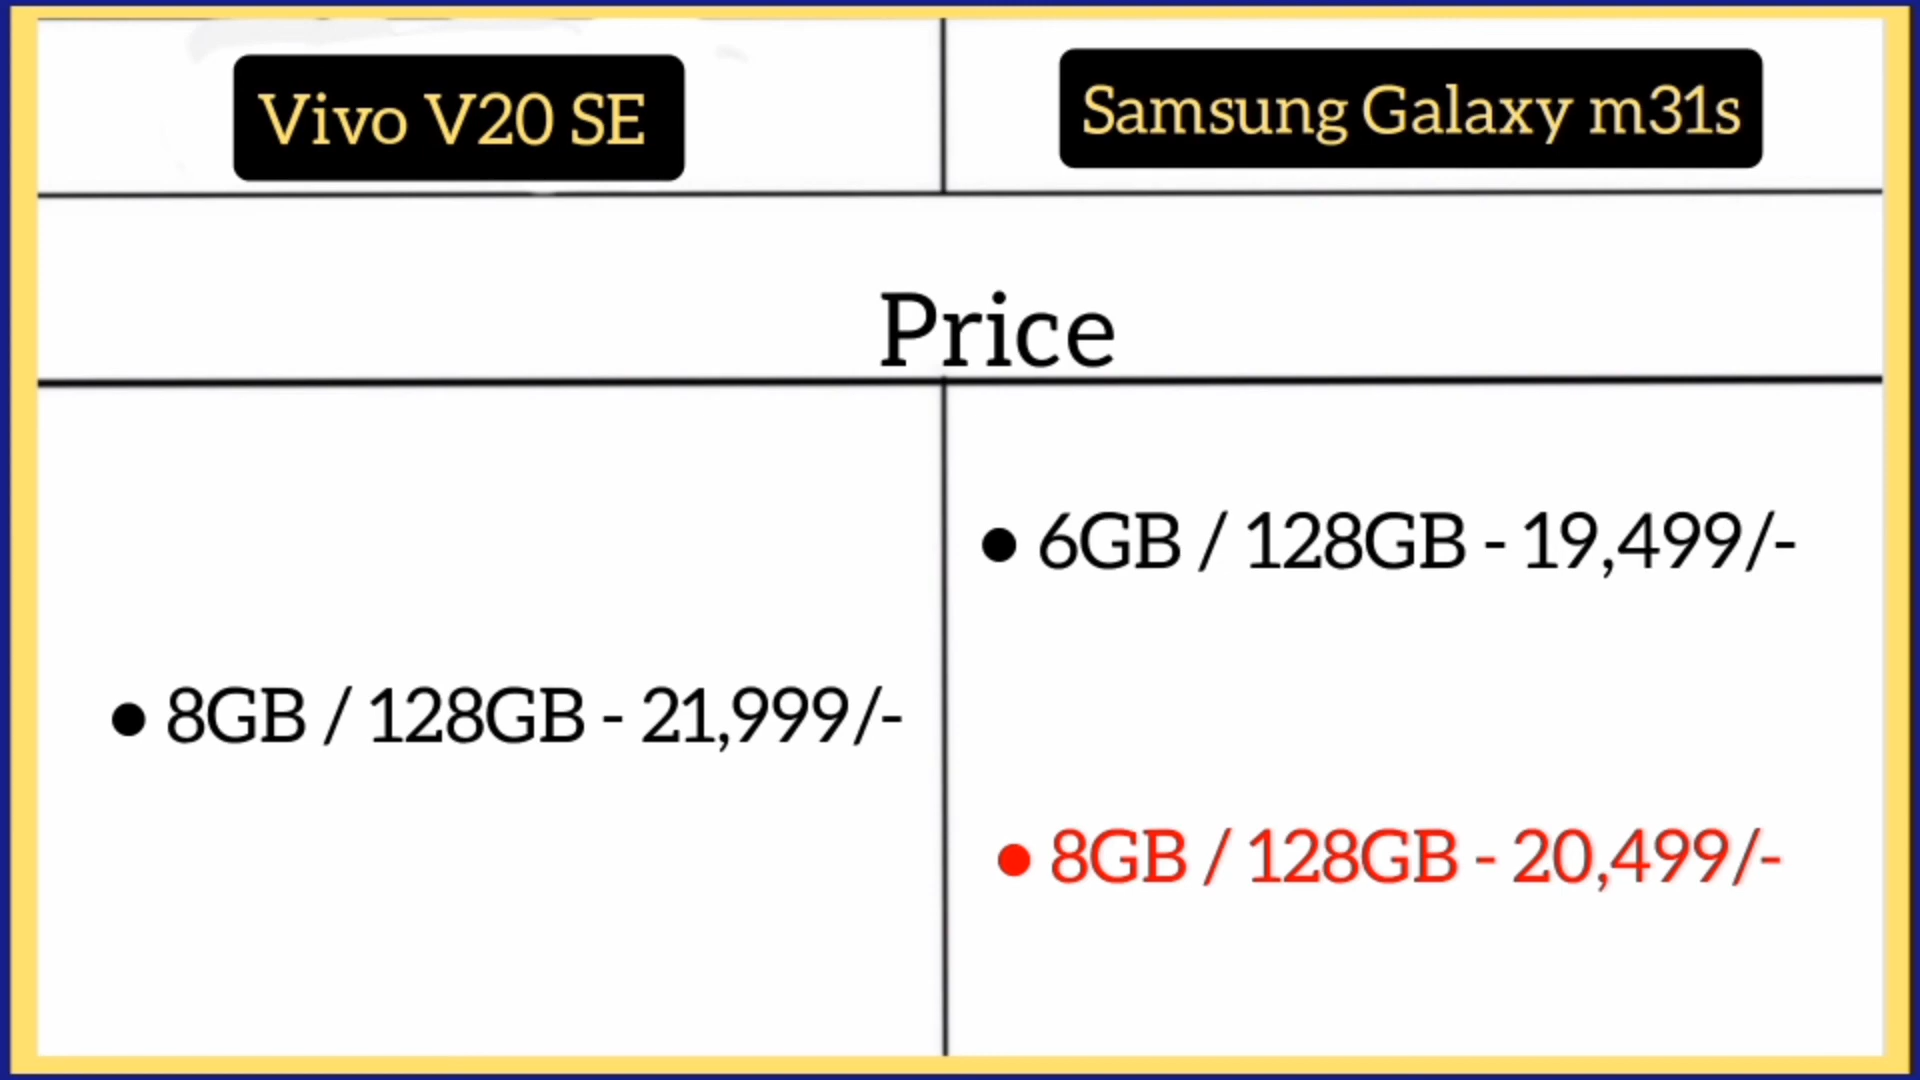 Vivo V20 SE
Samsung Galaxy m31s
Price
• 8GB / 128GB - 21,999/-
• 6GB / 128GB - 19,499/-
• 8GB / 128GB - 20,499/-